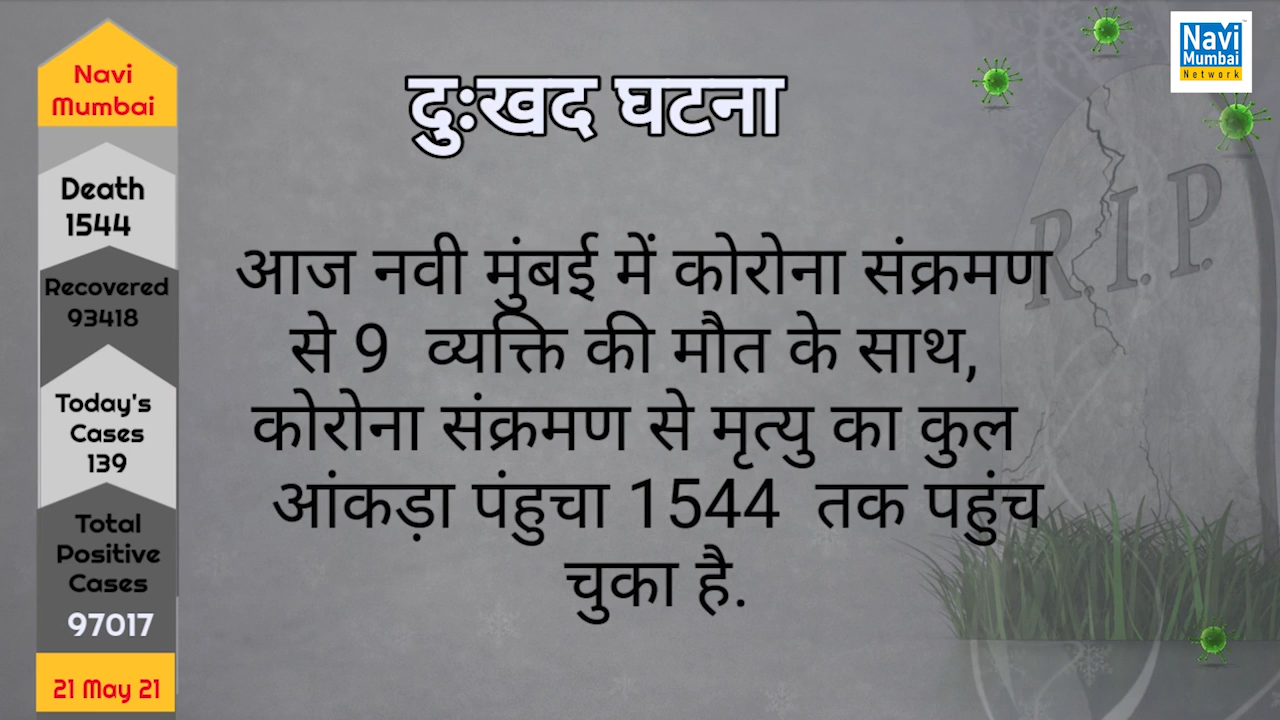 Navi
Mumbai
Death
1544
Recovered
93418
Today's
Cases
139
Total
Positive
Cases
97017
21 May 21
दुःखद घटना
आज नवी मुंबई में कोरोना संक्रमण
से 9 व्यक्ति की मौत के साथ,
कोरोना संक्रमण से मृत्यु का कुल
आंकड़ा पंहुचा 1544 तक पहुंच
चुका है.
R.I.P.
Navi
Mumbai
Network